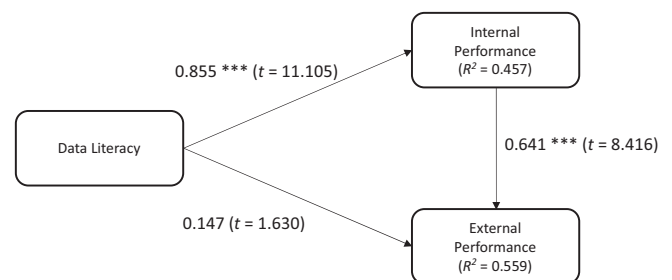 Internal
Performance
(R² = 0.457)
0.855 *** (t = 11.105)
Data Literacy
0.641 *** (t = 8.416)
0.147 (t = 1.630)
External
Performance
(R² = 0.559)